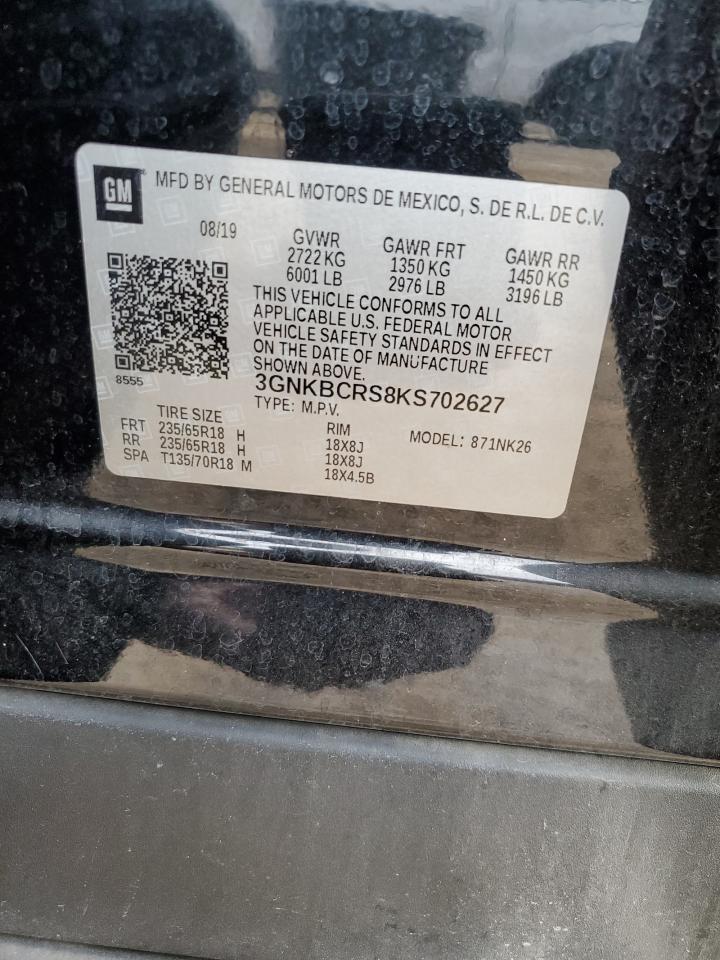 GM
MFD BY GENERAL MOTORS DE MEXICO, S. DE R.L. DE C.V.
08/19 GVWR GAWR FRT GAWR RR
2722 KG 1350 KG 1450 KG
6001 LB 2976 LB 3196 LB
THIS VEHICLE CONFORMS TO ALL
APPLICABLE U.S. FEDERAL MOTOR
VEHICLE SAFETY STANDARDS IN EFFECT
ON THE DATE OF MANUFACTURE
SHOWN ABOVE.
8555
3GNKBCRS8KS702627
TYPE: M.P.V.
TIRE SIZE RIM MODEL: 871NK26
FRT 235/65R18 H 18X8J
RR 235/65R18 H 18X8J
SPA T135/70R18 M 18X4.5B